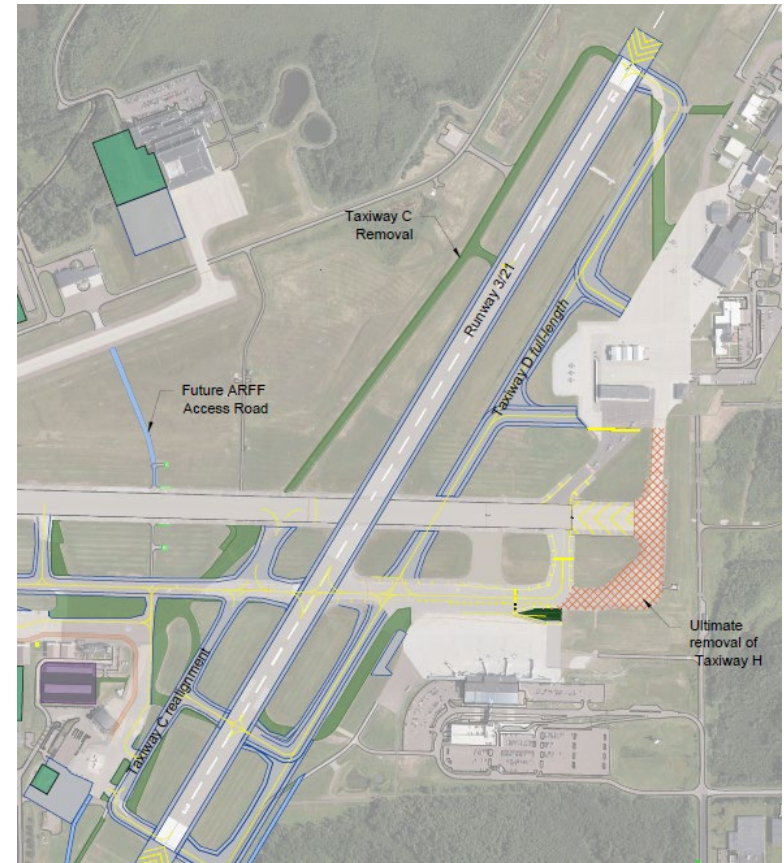 Taxiway C
Removal
Runway 3/21
Taxiway D full-length
Future ARFF
Access Road
Ultimate
removal of
Taxiway H
Taxiway C realignment